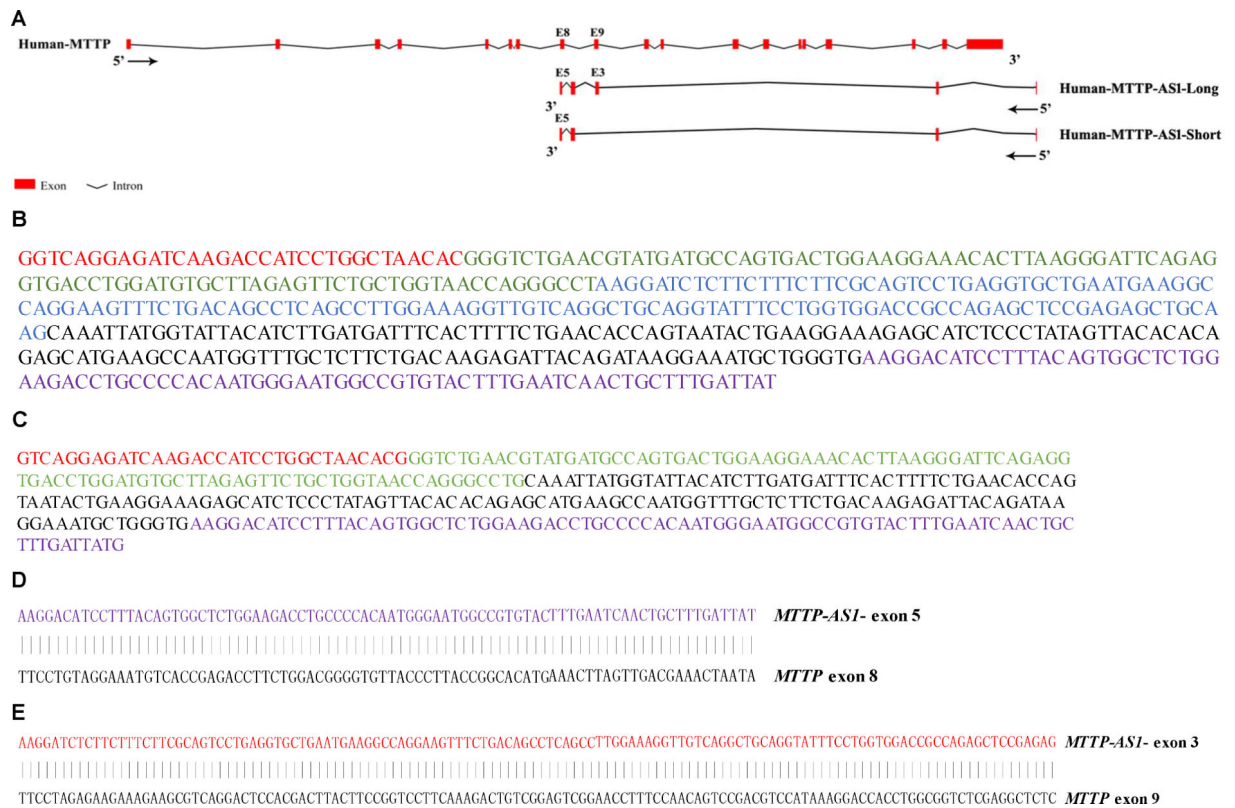 A
Human-MTTP
E8
E9
5’
3’
E5
E3
Human-MTTP-AS1-Long
3’
5’
E5
Human-MTTP-AS1-Short
3’
5’
Exon
Intron
B
GGTCAGGAGATCAAGACCATCCTGGCTAACACGGGTCTGAACGTATGATGCCAGTGACTGGAAGGAAACACTTAAGGGATTCAGAG
GTGACCTGGATGTGCTTAGAGTTCTGCTGGTAACCAGGGCCTAAGGATCTCTTCTTTCTTCGCAGTCCTGAGGTGCTGAATGAAGGC
CAGGAAGTTTCTGACAGCCTCAGCCTTGGAAAGGTTGTCAGGCTGCAGGTATTTCCTGGTGGACCGCCAGAGCTCCGAGAGCTGCA
AGCAAATTATGGTATTACATCTTGATGATTTCACTTTTCTGAACACCAGTAATACTGAAGGAAAGAGCATCTCCCTATAGTTACACACA
GAGCATGAAGCCAATGGTTTGCTCTTCTGACAAGAGATTACAGATAAGGAAATGCTGGGTGAAGGACATCCTTTACAGTGGCTCTGG
AAGACCTGCCCCACAATGGGAATGGCCGTGTACTTTGAATCAACTGCTTTGATTAT
C
GTCAGGAGATCAAGACCATCCTGGCTAACACGGGTCTGAACGTATGATGCCAGTGACTGGAAGGAAACACTTAAGGGATTCAGAGG
TGACCTGGATGTGCTTAGAGTTCTGCTGGTAACCAGGGCCTGCAAATTATGGTATTACATCTTGATGATTTCACTTTTCTGAACACCAG
TAATACTGAAGGAAAGAGCATCTCCCTATAGTTACACACAGAGCATGAAGCCAATGGTTTGCTCTTCTGACAAGAGATTACAGATAA
GGAAATGCTGGGTGAAGGACATCCTTTACAGTGGCTCTGGAAGACCTGCCCCACAATGGGAATGGCCGTGTACTTTGAATCAACTGC
TTTGATTATG
D
AAGGACATCCTTTACAGTGGCTCTGGAAGACCTGCCCCACAATGGGAATGGCCGTGTACTTTGAATCAACTGCTTTGATTAT MTTP-AS1- exon 5
TTCCTGTAGGAAATGTCACCGAGACCTTCTGGACGGGGTGTTACCCTTACCGGCACATGAAACTTAGTTGACGAAACTAATA MTTP exon 8
E
AAGGATCTCTTCTTTCTTCGCAGTCCTGAGGTGCTGAATGAAGGCCAGGAAGTTTCTGACAGCCTCAGCCTTGGAAAGGTTGTCAGGCTGCAGGTATTTCCTGGTGGACCGCCAGAGCTCCGAGAG MTTP-AS1- exon 3
TTCCTAGAGAAGAAAGAAGCGTCAGGACTCCACGACTTACTTCCGGTCCTTCAAAGACTGTCGGAGTCGGAACCTTTCCAACAGTCCGACGTCCATAAAGGACCACCTGGCGGTCTCGAGGCTCTC MTTP exon 9